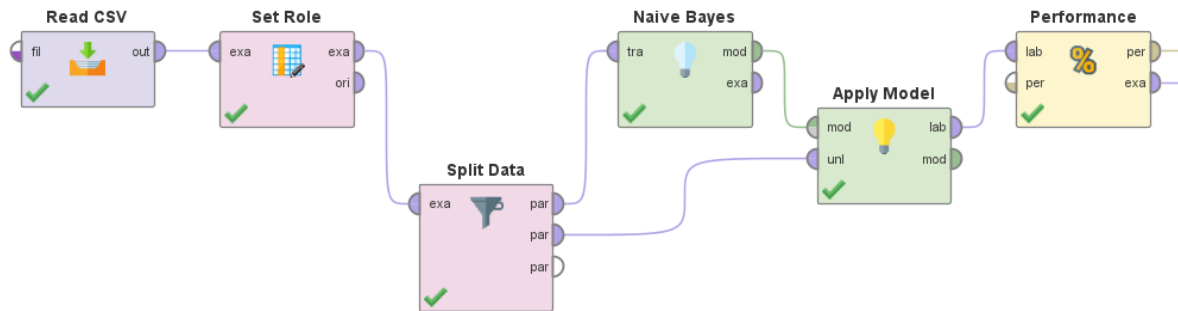 Read CSV
fil
out
Set Role
exa
exa
ori
Split Data
exa
par
par
par
Naive Bayes
tra
mod
exa
Apply Model
mod
lab
unl
mod
Performance
%
lab
per
per
exa